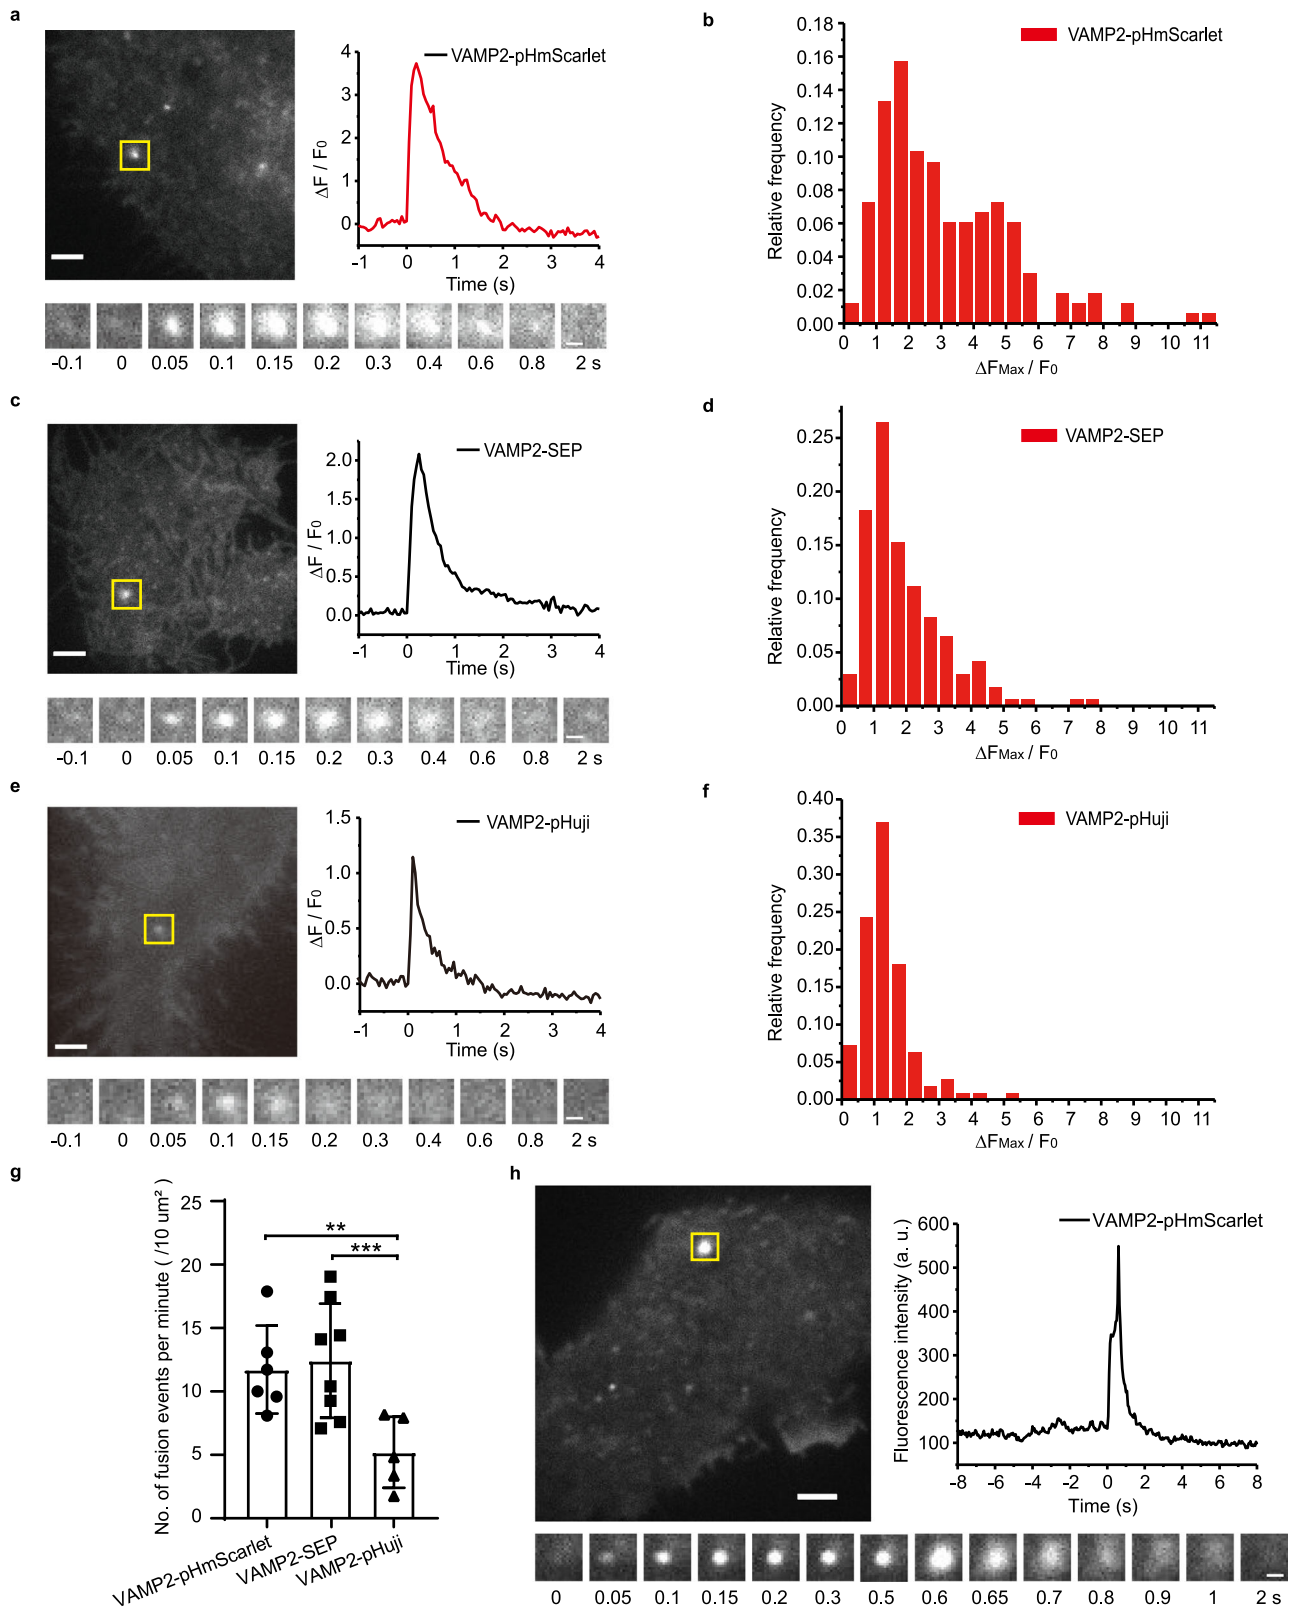 a
VAMP2-pHmScarlet
ΔF / F0
4
3
2
1
0
-1 0 1 2 3 4
Time (s)
-0.1 0 0.05 0.1 0.15 0.2 0.3 0.4 0.6 0.8 2 s
b
VAMP2-pHmScarlet
Relative frequency
0.18
0.16
0.14
0.12
0.10
0.08
0.06
0.04
0.02
0.00
0 1 2 3 4 5 6 7 8 9 10 11
ΔFMax / F0
c
VAMP2-SEP
ΔF / F0
2.0
1.5
1.0
0.5
0.0
-1 0 1 2 3 4
Time (s)
-0.1 0 0.05 0.1 0.15 0.2 0.3 0.4 0.6 0.8 2 s
d
VAMP2-SEP
Relative frequency
0.25
0.20
0.15
0.10
0.05
0.00
0 1 2 3 4 5 6 7 8 9 10 11
ΔFMax / F0
e
VAMP2-pHuji
ΔF / F0
1.5
1.0
0.5
0.0
-1 0 1 2 3 4
Time (s)
-0.1 0 0.05 0.1 0.15 0.2 0.3 0.4 0.6 0.8 2 s
f
VAMP2-pHuji
Relative frequency
0.40
0.35
0.30
0.25
0.20
0.15
0.10
0.05
0.00
0 1 2 3 4 5 6 7 8 9 10 11
ΔFMax / F0
g
No. of fusion events per minute ( /10 um²)
25
20
15
10
5
0
**
***
VAMP2-pHmScarlet
VAMP2-SEP
VAMP2-pHuji
h
VAMP2-pHmScarlet
Fluorescence intensity (a. u.)
600
550
400
300
150
100
-8 -6 -4 -2 0 2 4 6 8
Time (s)
0 0.05 0.1 0.15 0.2 0.3 0.5 0.6 0.65 0.7 0.8 0.9 1 2 s